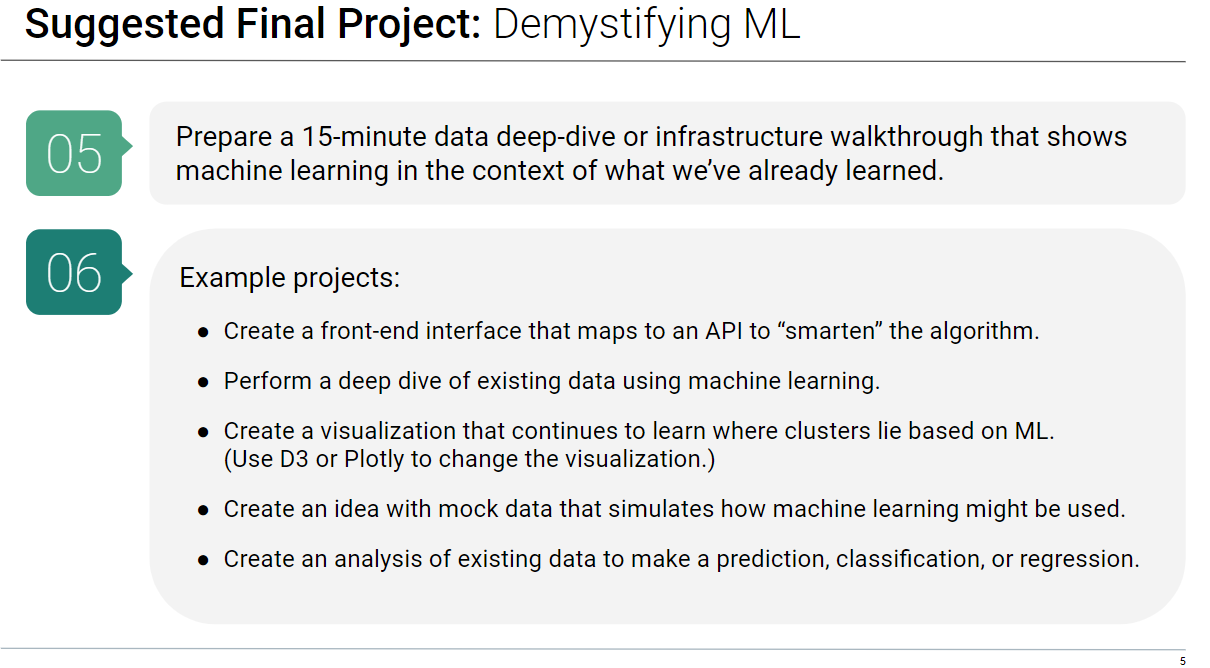 Suggested Final Project: Demystifying ML
05
Prepare a 15-minute data deep-dive or infrastructure walkthrough that shows
machine learning in the context of what we’ve already learned.
06
Example projects:
● Create a front-end interface that maps to an API to “smarten” the algorithm.
● Perform a deep dive of existing data using machine learning.
● Create a visualization that continues to learn where clusters lie based on ML.
(Use D3 or Plotly to change the visualization.)
● Create an idea with mock data that simulates how machine learning might be used.
● Create an analysis of existing data to make a prediction, classification, or regression.
5